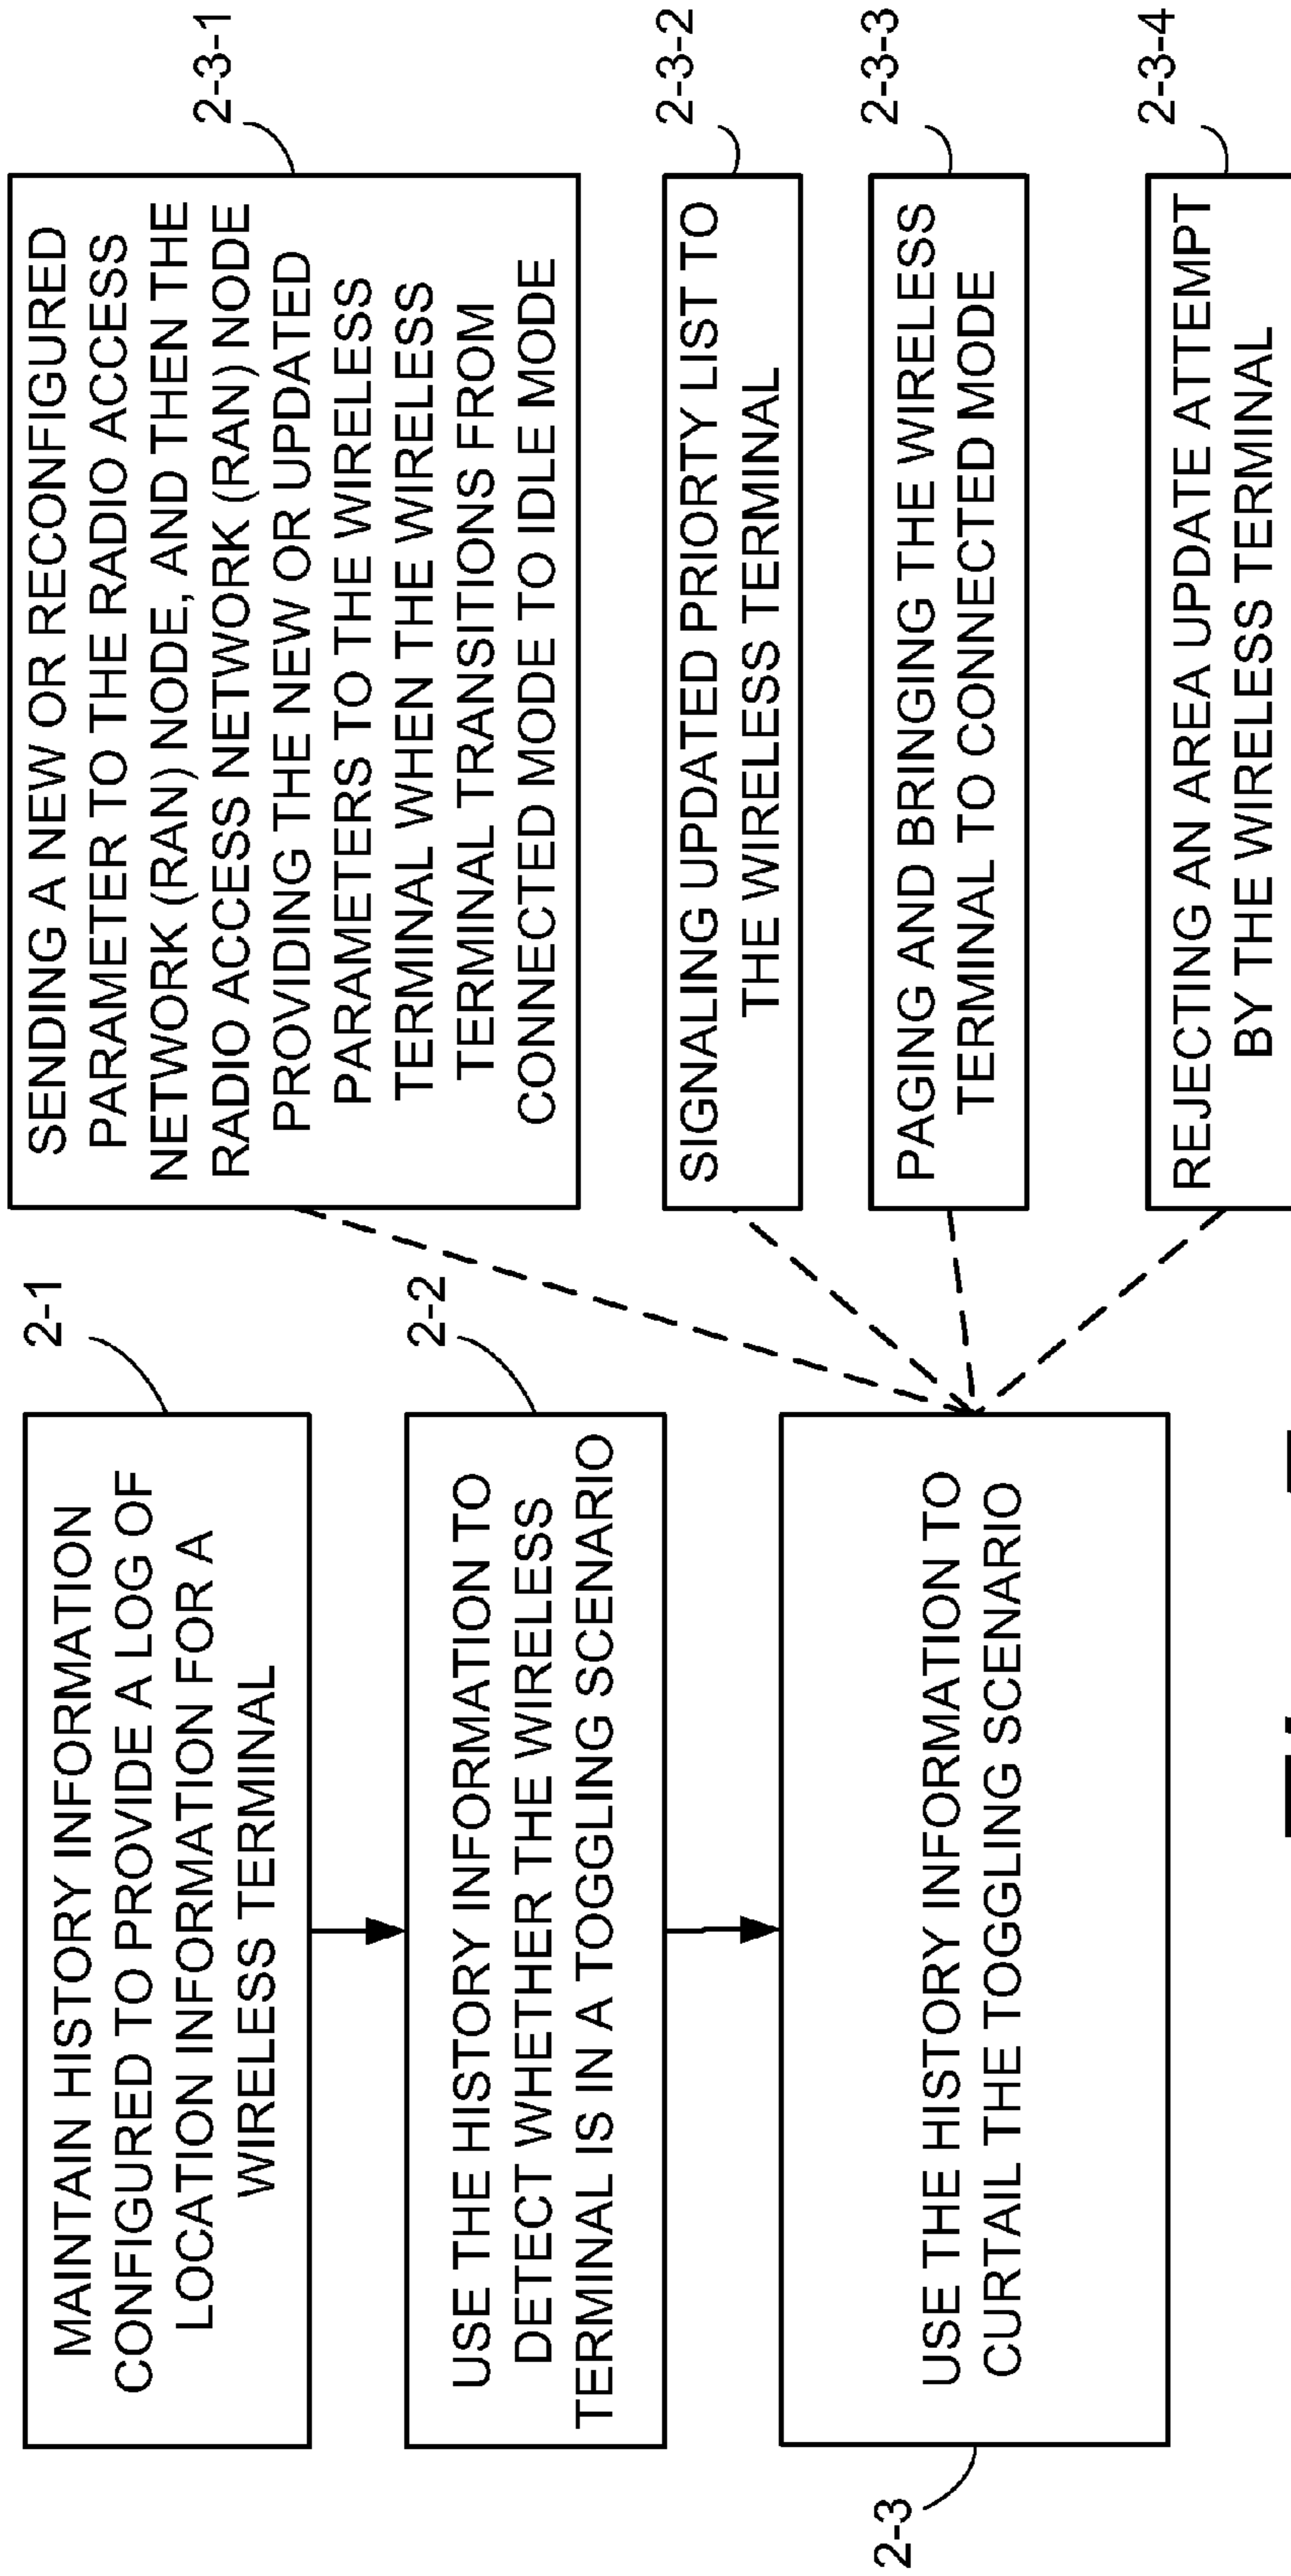 2-1
MAINTAIN HISTORY INFORMATION
CONFIGURED TO PROVIDE A LOG OF
LOCATION INFORMATION FOR A
WIRELESS TERMINAL
2-2
USE THE HISTORY INFORMATION TO
DETECT WHETHER THE WIRELESS
TERMINAL IS IN A TOGGLING SCENARIO
2-3
USE THE HISTORY INFORMATION TO
CURTAIL THE TOGGLING SCENARIO
2-3-1
SENDING A NEW OR RECONFIGURED
PARAMETER TO THE RADIO ACCESS
NETWORK (RAN) NODE, AND THEN THE
RADIO ACCESS NETWORK (RAN) NODE
PROVIDING THE NEW OR UPDATED
PARAMETERS TO THE WIRELESS
TERMINAL WHEN THE WIRELESS
TERMINAL TRANSITIONS FROM
CONNECTED MODE TO IDLE MODE
2-3-2
SIGNALING UPDATED PRIORTY LIST TO
THE WIRELESS TERMINAL
2-3-3
PAGING AND BRINGING THE WIRELESS
TERMINAL TO CONNECTED MODE
2-3-4
REJECTING AN AREA UPDATE ATTEMPT
BY THE WIRELESS TERMINAL